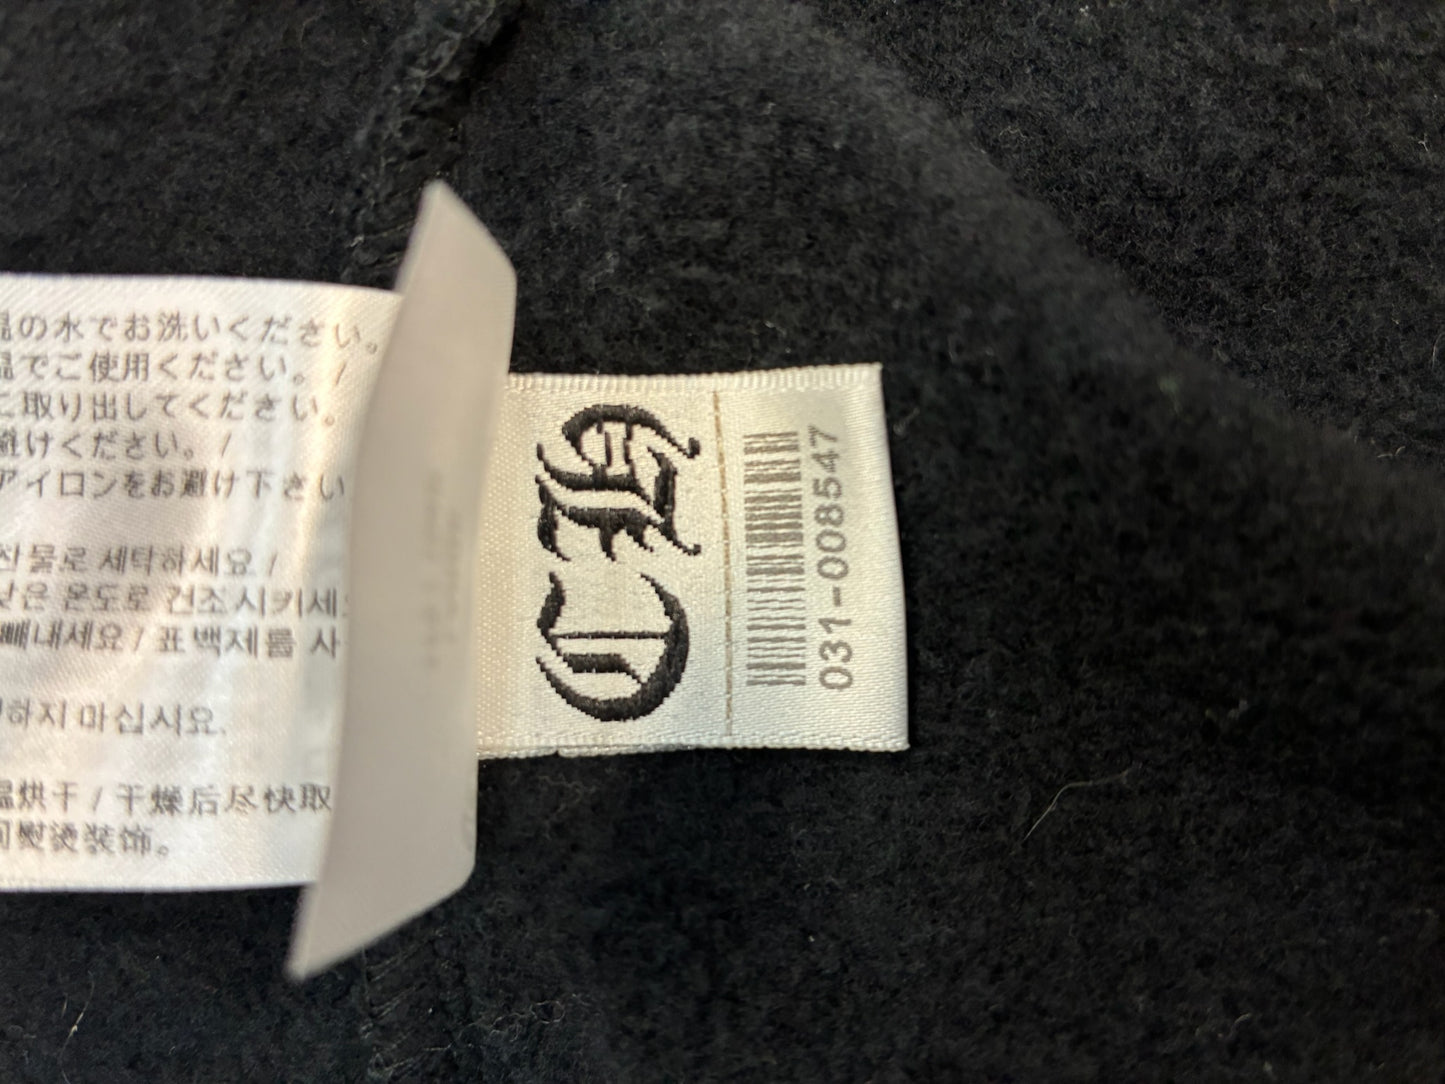 の水でお洗いください。
でご使用ください。/
取り出してください。
避けください。/
アイロンをお避け下さい
물로 세탁하세요 /
낮은 온도로 건조시키세
빼내세요 / 표백제를 사
하지 마십시오.
温烘干 / 干燥后尽快取
熨烫装饰。
CH
031-008547